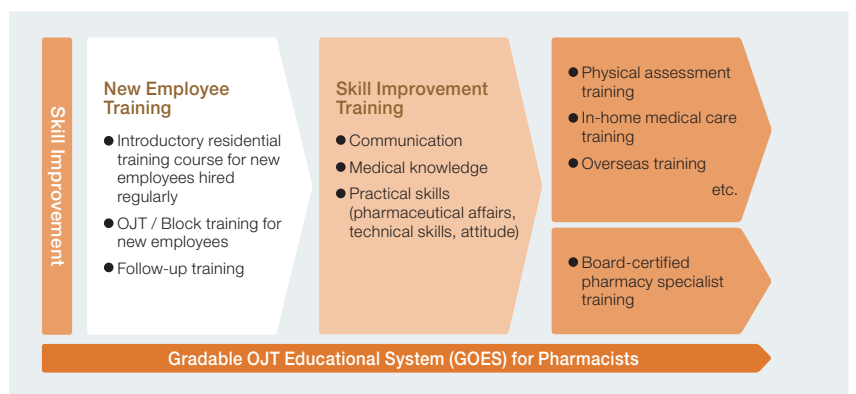 Skill Improvement
New Employee
Training
● Introductory residential
training course for new
employees hired
regularly
● OJT / Block training for
new employees
● Follow-up training
Skill Improvement
Training
● Communication
● Medical knowledge
● Practical skills
(pharmaceutical affairs,
technical skills, attitude)
● Physical assessment
training
● In-home medical care
training
● Overseas training
etc.
● Board-certified
pharmacy specialist
training
Gradable OJT Educational System (GOES) for Pharmacists